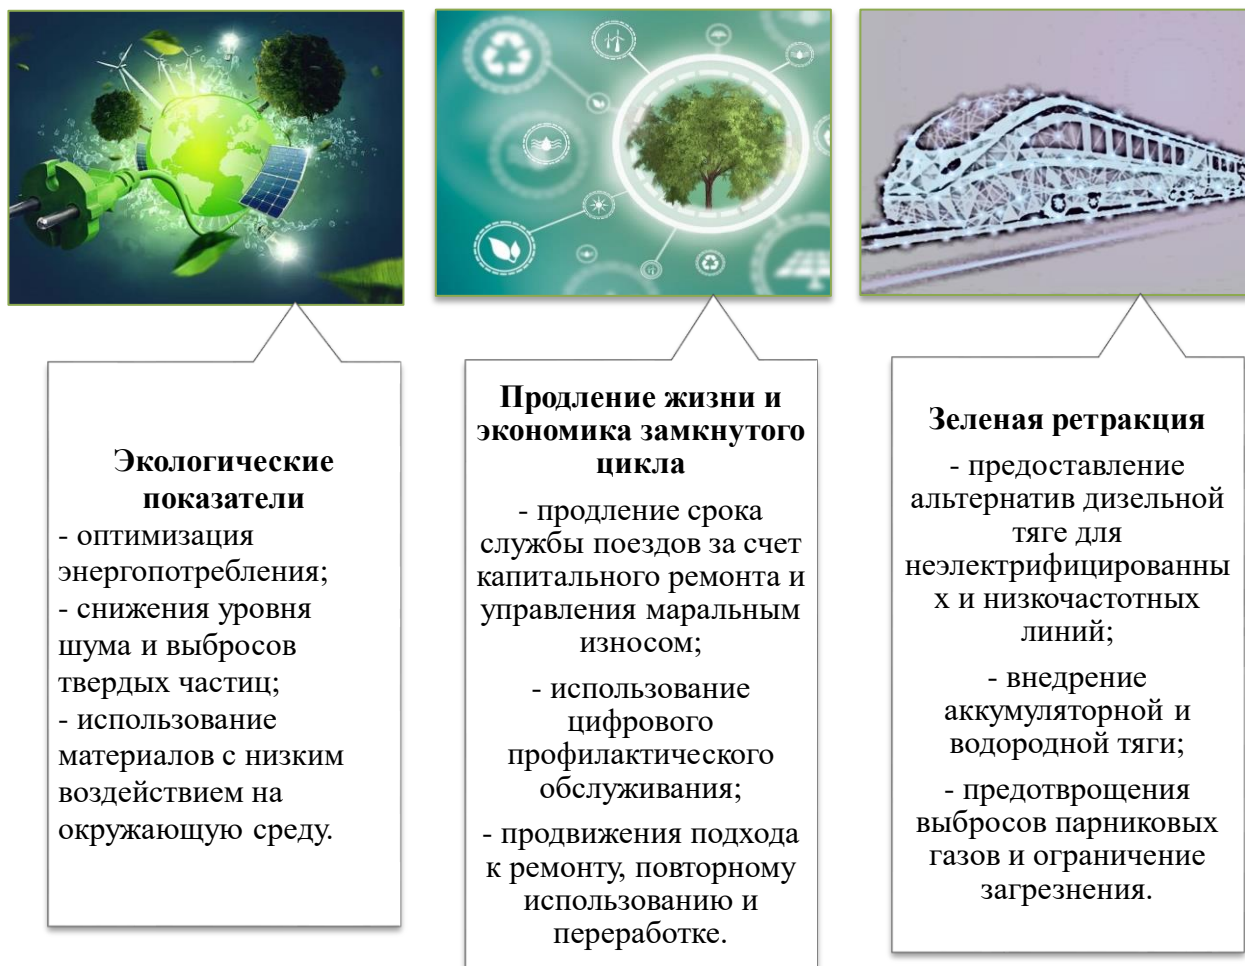 Экологические
показатели
- оптимизация
энергопотребления;
- снижения уровня
шума и выбросов
твердых частиц;
- использование
материалов с низким
воздействием на
окружающую среду.
Продление жизни и
экономика замкнутого
цикла
- продление срока
службы поездов за счет
капитального ремонта и
управления маральным
износом;
- использование
цифрового
профилактического
обслуживания;
- продвижения подхода
к ремонту, повторному
использованию и
переработке.
Зеленая ретракция
- предоставление
альтернатив дизельной
тяге для
неэлектрифицированны
х и низкочастотных
линий;
- внедрение
аккумуляторной и
водородной тяги;
- предотврощения
выбросов парниковых
газов и ограничение
загрезнения.